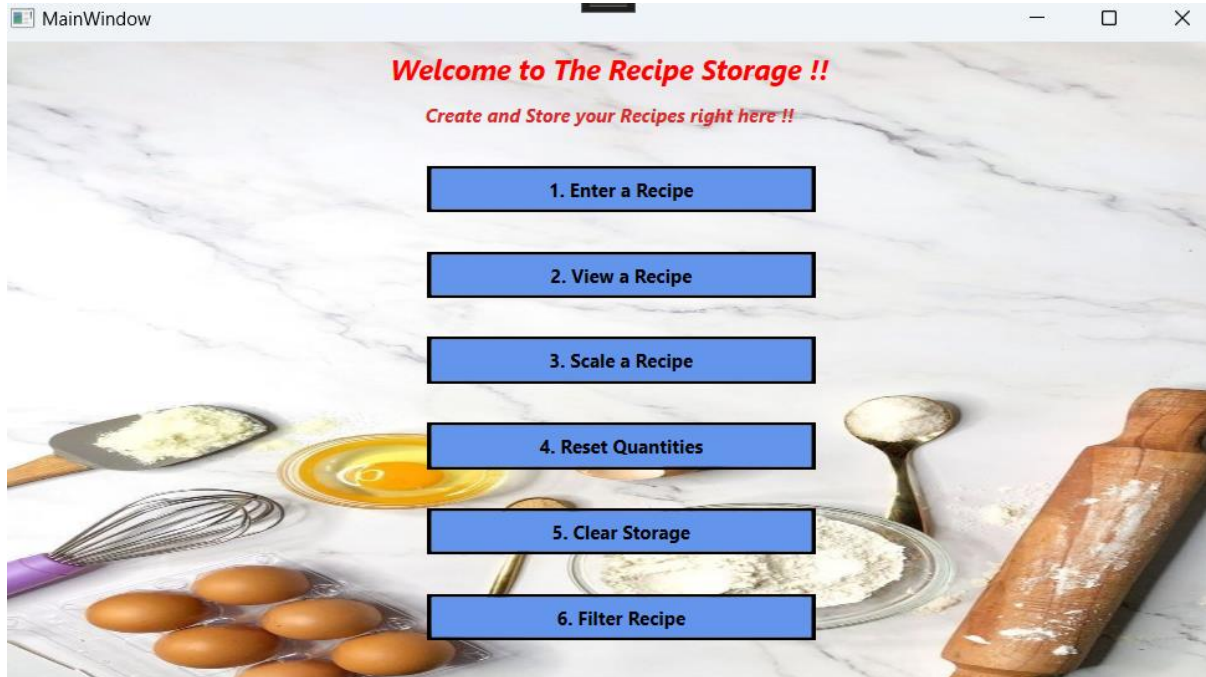 MainWindow
Welcome to The Recipe Storage !!
Create and Store your Recipes right here !!
1. Enter a Recipe
2. View a Recipe
3. Scale a Recipe
4. Reset Quantities
5. Clear Storage
6. Filter Recipe